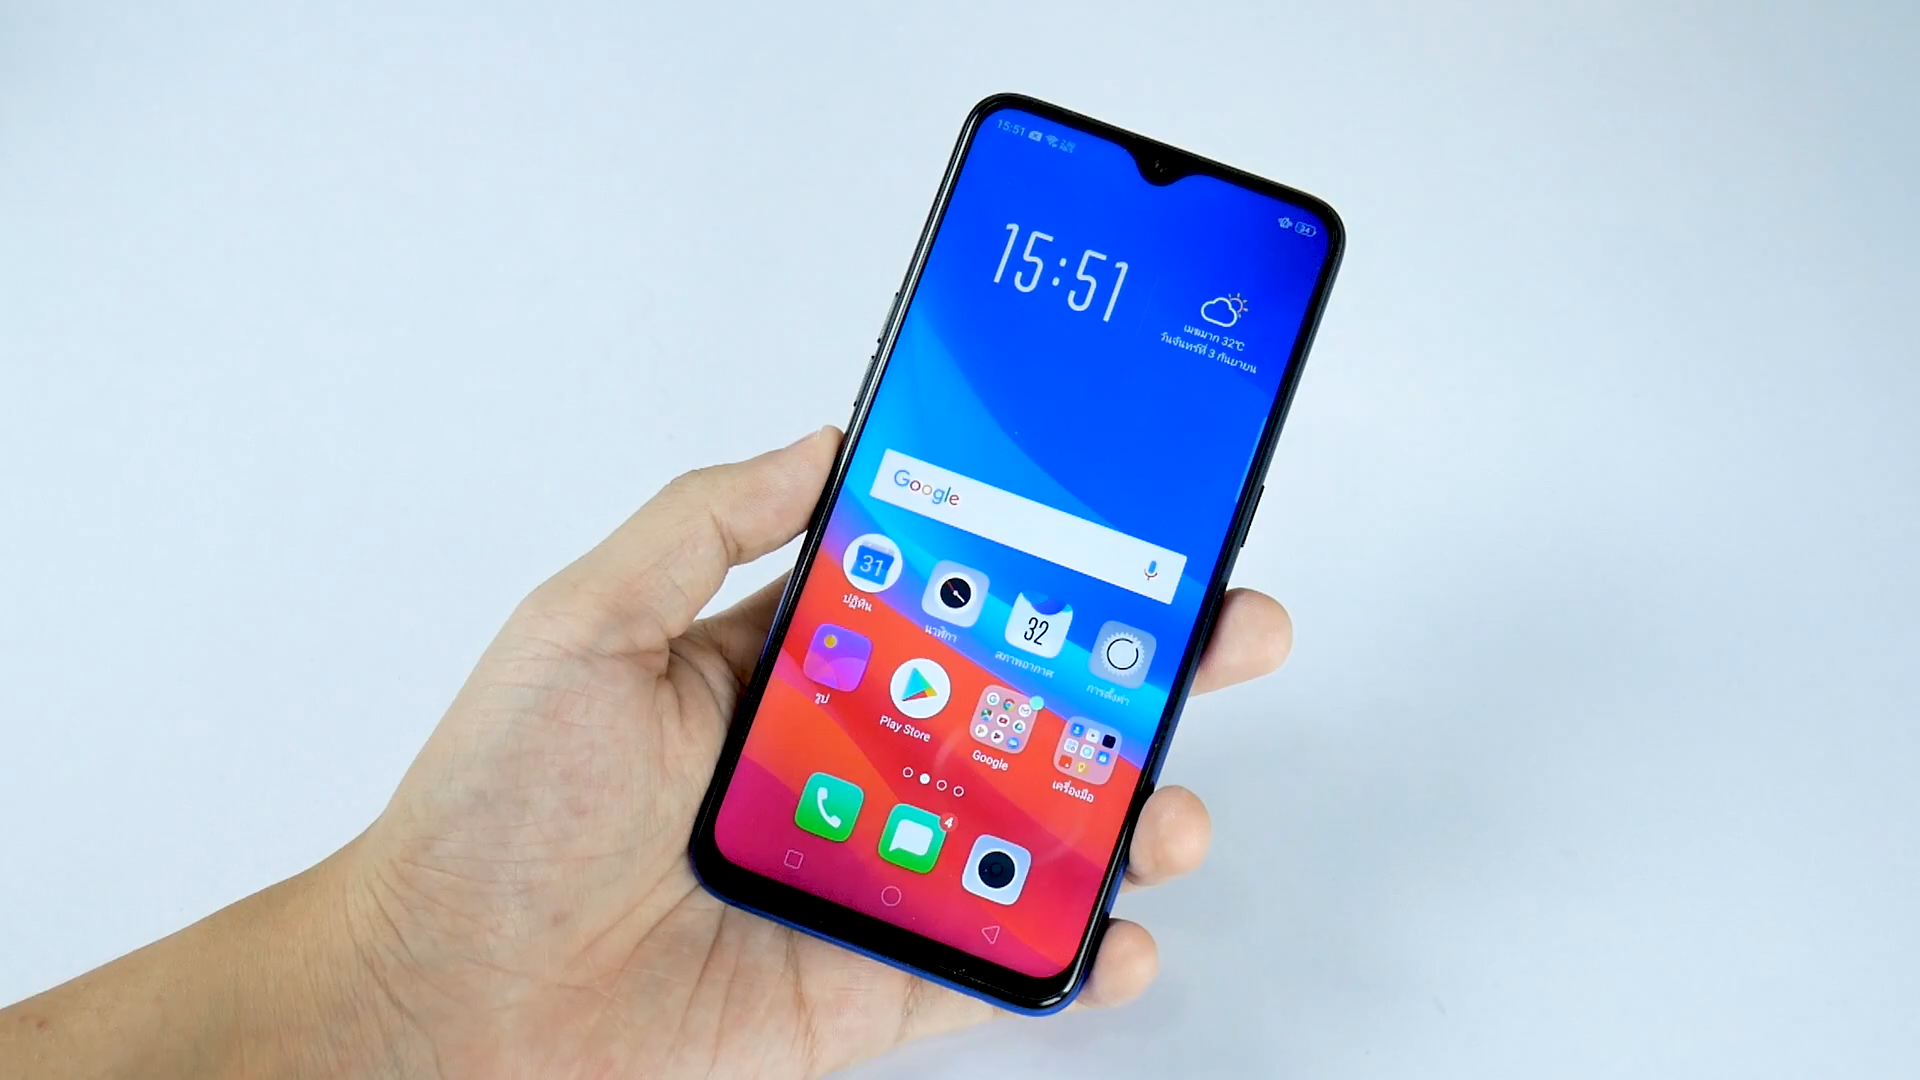 15:51
34
15:51
เมฆมาก 32°C
วันจันทร์ที่ 3 กันยายน
Google
31
ปฏิทิน
นาฬิกา
32
สภาพอากาศ
การตั้งค่า
รูป
Play Store
Google
เครื่องมือ
4